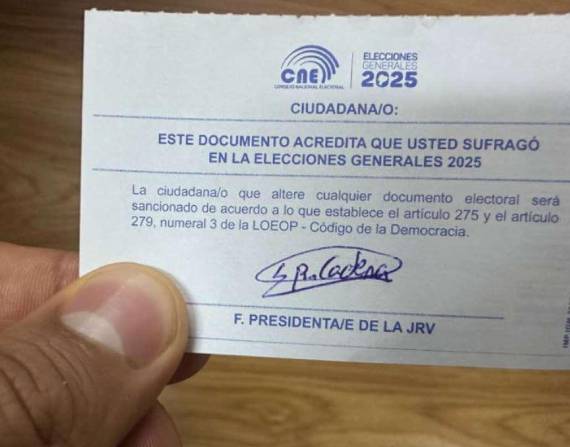 CNE
CONSEJO NACIONAL ELECTORAL
ELECCIONES
GENERALES
2025
CIUDADANA/O:
ESTE DOCUMENTO ACREDITA QUE USTED SUFRAGÓ
EN LA ELECCIONES GENERALES 2025
La ciudadana/o que altere cualquier documento electoral será
sancionado de acuerdo a lo que establece el artículo 275 y el artículo
279, numeral 3 de la LOEOP - Código de la Democracia.
F. PRESIDENTA/E DE LA JRV